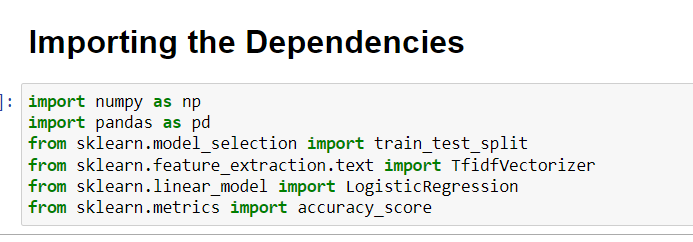 Importing the Dependencies
]: import numpy as np
import pandas as pd
from sklearn.model_selection import train_test_split
from sklearn.feature_extraction.text import TfidfVectorizer
from sklearn.linear_model import LogisticRegression
from sklearn.metrics import accuracy_score